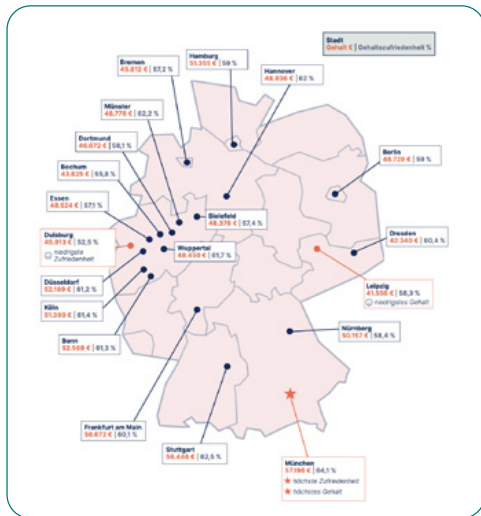 Stadt
Gehalt € | Gehaltszufriedenheit %
Hamburg
51.355 € | 59 %
Bremen
45.812 € | 57,2 %
Hannover
48.936 € | 62 %
Münster
48.776 € | 62,2 %
Dortmund
46.672 € | 58,1 %
Berlin
48.729 € | 59 %
Bochum
43.825 € | 55,8 %
Essen
48.524 € | 57,1 %
Bielefeld
48.378 € | 57,4 %
Duisburg
45.913 € | 52,5 %
niedrigste
Zufriedenheit
Wuppertal
48.459 € | 61,7 %
Dresden
42.340 € | 60,4 %
Düsseldorf
52.169 € | 61,2 %
Leipzig
41.556 € | 58,3 %
niedrigstes Gehalt
Köln
51.393 € | 61,4 %
Bonn
52.568 € | 61,3 %
Nürnberg
50.157 € | 58,4 %
Frankfurt am Main
56.672 € | 60,1 %
Stuttgart
56.446 € | 62,5 %
München
57.196 € | 64,1 %
höchste Zufriedenheit
höchstes Gehalt